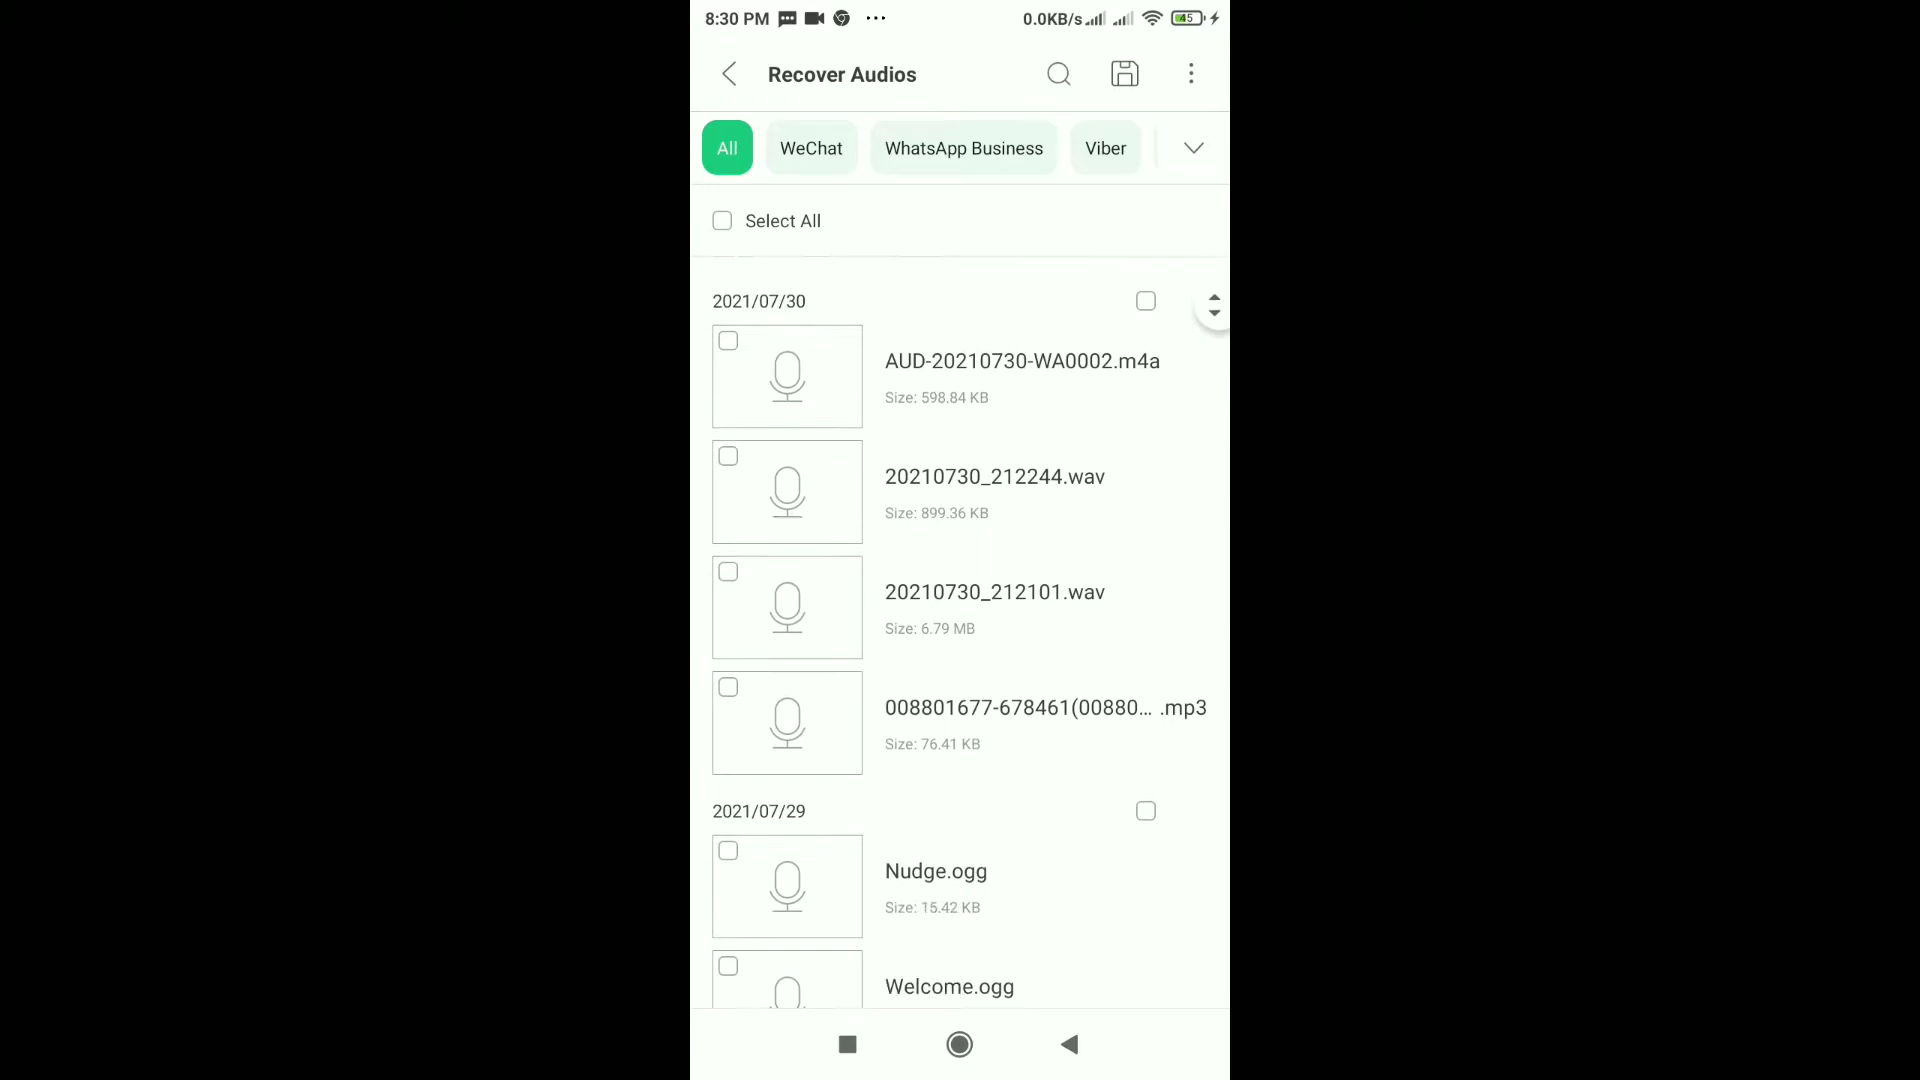 8:30 PM ... 0.0KB/s 45
Recover Audios
All WeChat WhatsApp Business Viber
Select All
2021/07/30
AUD-20210730-WA0002.m4a
Size: 598.84 KB
20210730_212244.wav
Size: 899.36 KB
20210730_212101.wav
Size: 6.79 MB
008801677-678461(00880... .mp3
Size: 76.41 KB
2021/07/29
Nudge.ogg
Size: 15.42 KB
Welcome.ogg